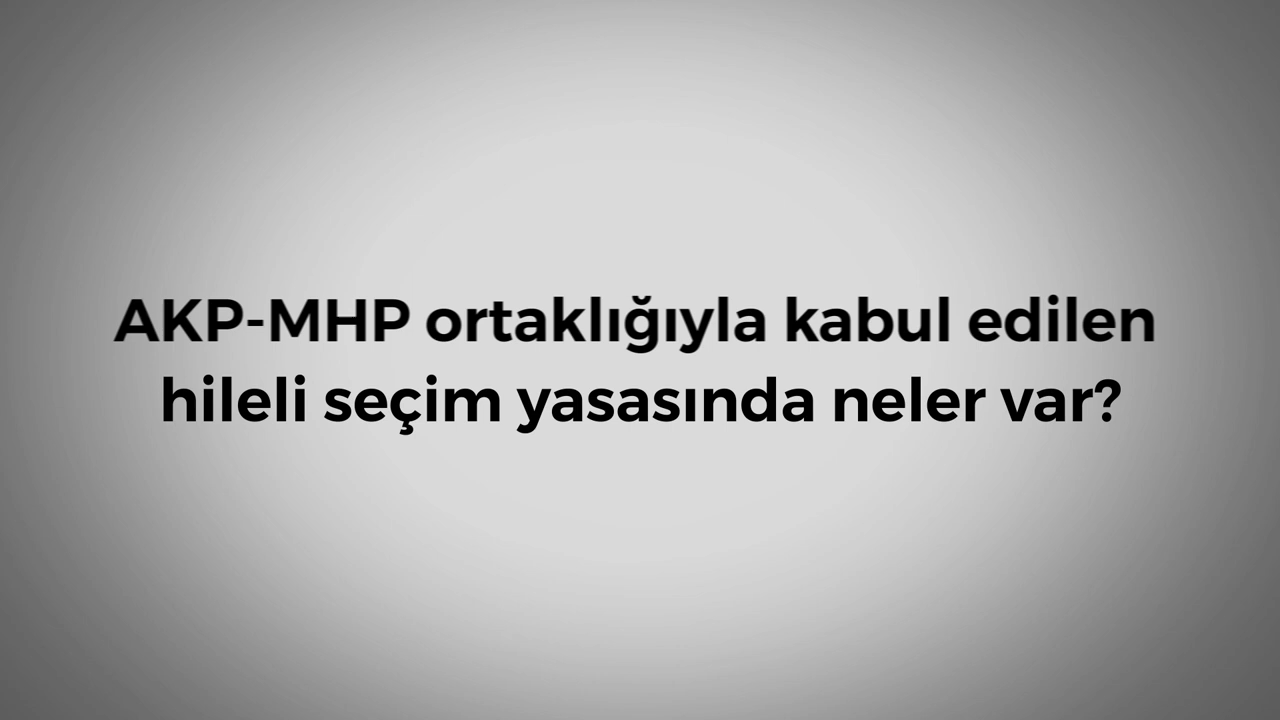 AKP-MHP ortaklığıyla kabul edilen
hileli seçim yasasında neler var?